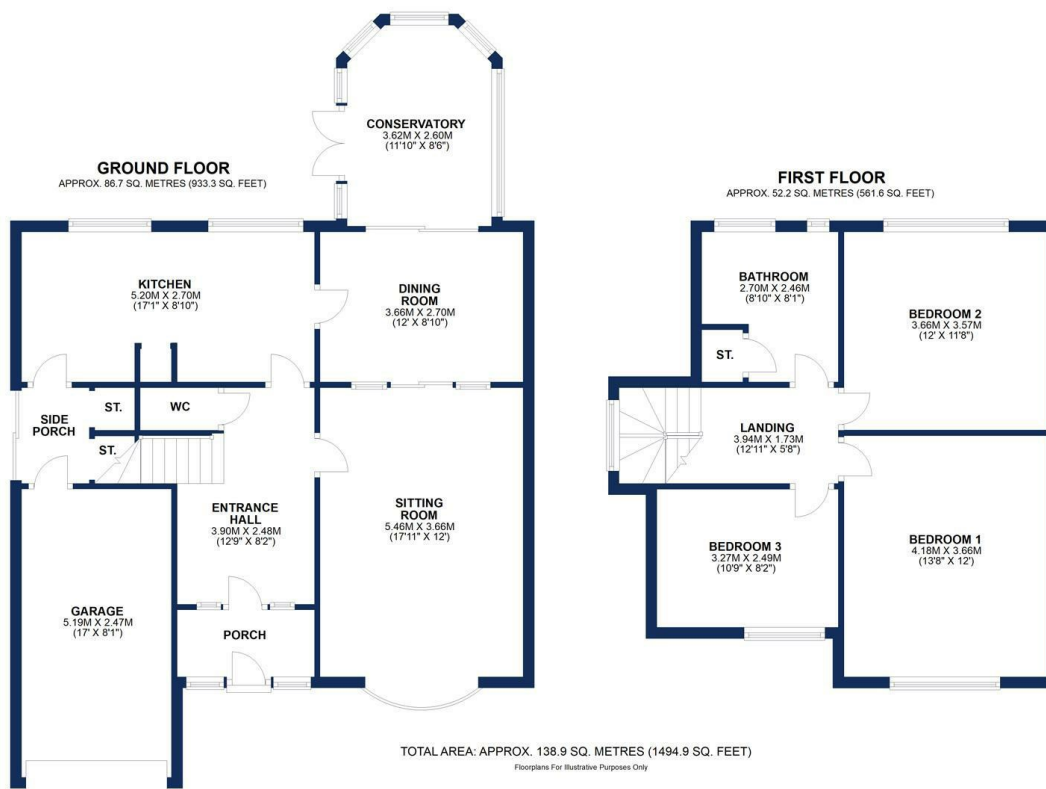 CONSERVATORY
3.62M X 2.60M
(11'10" X 8'6")
GROUND FLOOR
APPROX. 86.7 SQ. METRES (933.3 SQ. FEET)
KITCHEN
5.20M X 2.70M
(17'1" X 8'10")
DINING
ROOM
3.66M X 2.70M
(12' X 8'10")
ST.
WC
SIDE
PORCH
ST.
ENTRANCE
HALL
3.90M X 2.48M
(12'9" X 8'2")
SITTING
ROOM
5.46M X 3.66M
(17'11" X 12')
GARAGE
5.19M X 2.47M
(17' X 8'1")
PORCH
FIRST FLOOR
APPROX. 52.2 SQ. METRES (561.6 SQ. FEET)
BATHROOM
2.70M X 2.46M
(8'10" X 8'1")
BEDROOM 2
3.66M X 3.57M
(12' X 11'8")
ST.
LANDING
3.94M X 1.73M
(12'11" X 5'8")
BEDROOM 3
3.27M X 2.49M
(10'9" X 8'2")
BEDROOM 1
4.18M X 3.66M
(13'8" X 12')
TOTAL AREA: APPROX. 138.9 SQ. METRES (1494.9 SQ. FEET)
Floorplans For Illustrative Purposes Only